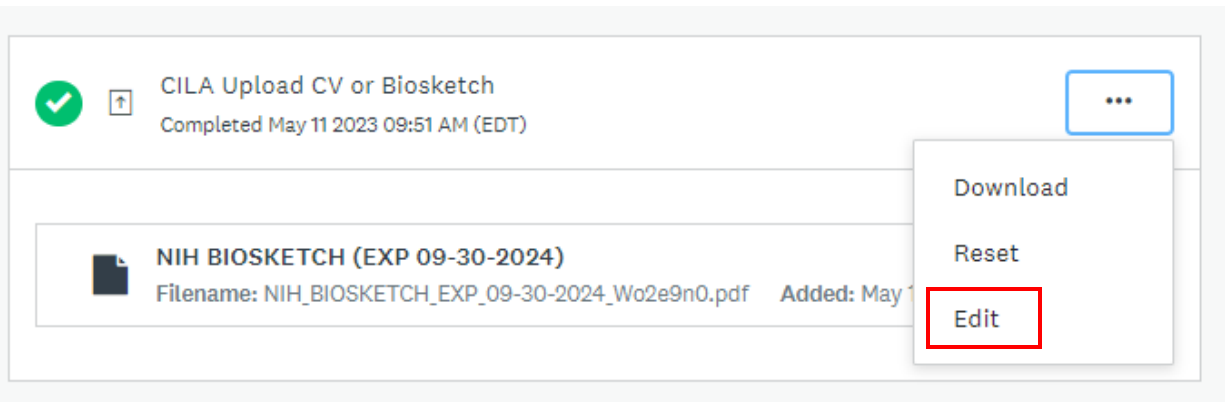 CILA Upload CV or Biosketch
Completed May 11 2023 09:51 AM (EDT)
Download
Reset
Edit
NIH BIOSKETCH (EXP 09-30-2024)
Filename: NIH_BIOSKETCH_EXP_09-30-2024_Wo2e9n0.pdf Added: May